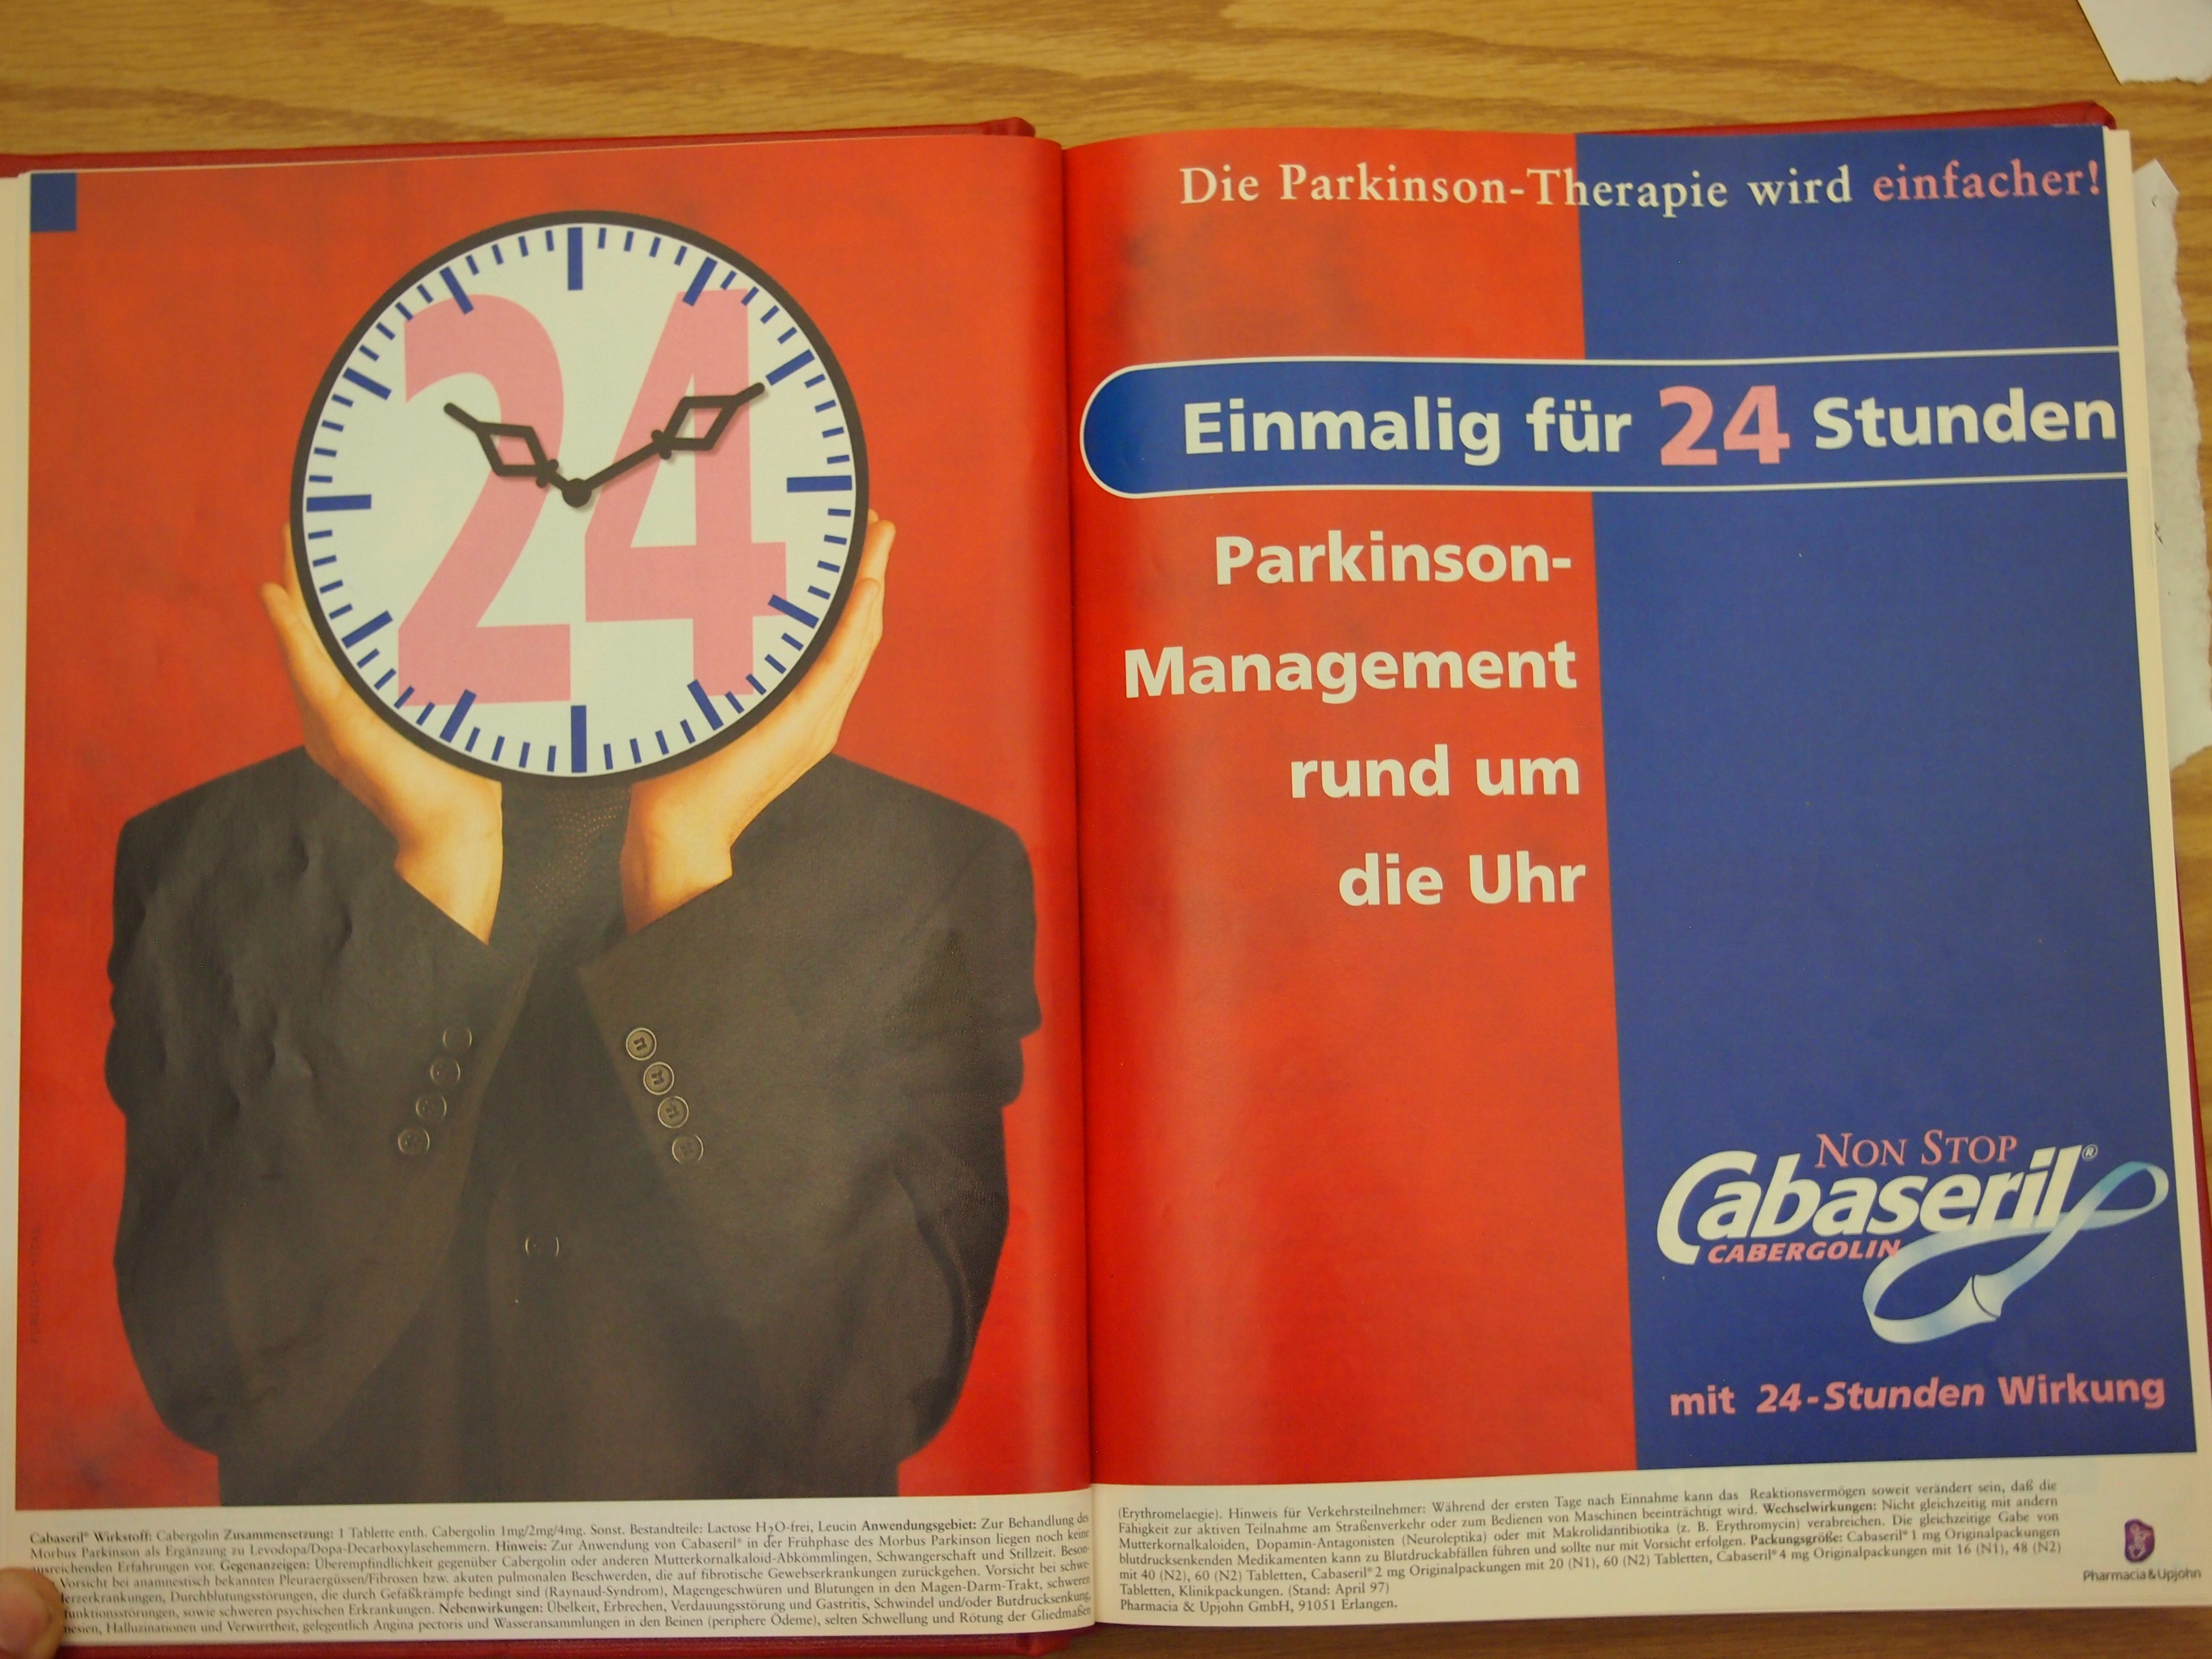 24
Die Parkinson-Therapie wird einfacher!
Einmalig für 24 Stunden
Parkinson-
Management
rund um
die Uhr
NON STOP
Cabaseril®
CABERGOLIN
mit 24-Stunden Wirkung
Cabaseril® Wirkstoff: Cabergolin Zusammensetzung: 1 Tablette enth. Cabergolin 1mg/2mg/4mg. Sonst. Bestandteile: Lactose H2O-frei, Leucin Anwendungsgebiet: Zur Behandlung des
Morbus Parkinson als Ergänzung zu Levodopa/Dopa-Decarboxylasehemmern. Hinweis: Zur Anwendung von Cabaseril® in der Frühphase des Morbus Parkinson liegen noch keine
ausreichenden Erfahrungen vor. Gegenanzeigen: Überempfindlichkeit gegenüber Cabergolin oder anderen Mutterkornalkaloid-Abkömmlingen, Schwangerschaft und Stillzeit. Beson-
Vorsicht bei anamnestisch bekannten Pleuraergüssen/Fibrosen bzw. akuten pulmonalen Beschwerden, die auf fibrotische Gewebserkrankungen zurückgehen. Vorsicht bei schwe-
erzerkrankungen, Durchblutungsstörungen, die durch Gefäßkrämpfe bedingt sind (Raynaud-Syndrom), Magengeschwüren und Blutungen in den Magen-Darm-Trakt, schweren
funktionsstörungen, sowie schweren psychischen Erkrankungen. Nebenwirkungen: Übelkeit, Erbrechen, Verdauungsstörung und Gastritis, Schwindel und/oder Butdrucksenkung,
nesien, Halluzinationen und Verwirrtheit, gelegentlich Angina pectoris und Wasseransammlungen in den Beinen (periphere Ödeme), selten Schwellung und Rötung der Gliedmaßen
(Erythromelaegie). Hinweis für Verkehrsteilnehmer: Während der ersten Tage nach Einnahme kann das Reaktionsvermögen soweit verändert sein, daß die
Fähigkeit zur aktiven Teilnahme am Straßenverkehr oder zum Bedienen von Maschinen beeinträchtigt wird. Wechselwirkungen: Nicht gleichzeitig mit andern
Mutterkornalkaloiden, Dopamin-Antagonisten (Neuroleptika) oder mit Makrolidantibiotika (z. B. Erythromycin) verabreichen. Die gleichzeitige Gabe von
blutdrucksenkenden Medikamenten kann zu Blutdruckabfällen führen und sollte nur mit Vorsicht erfolgen. Packungsgröße: Cabaseril® 1 mg Originalpackungen
mit 40 (N2), 60 (N2) Tabletten, Cabaseril® 2 mg Originalpackungen mit 20 (N1), 60 (N2) Tabletten, Cabaseril® 4 mg Originalpackungen mit 16 (N1), 48 (N2)
Tabletten, Klinikpackungen. (Stand: April 97)
Pharmacia & Upjohn GmbH, 91051 Erlangen.
Pharmacia&Upjohn